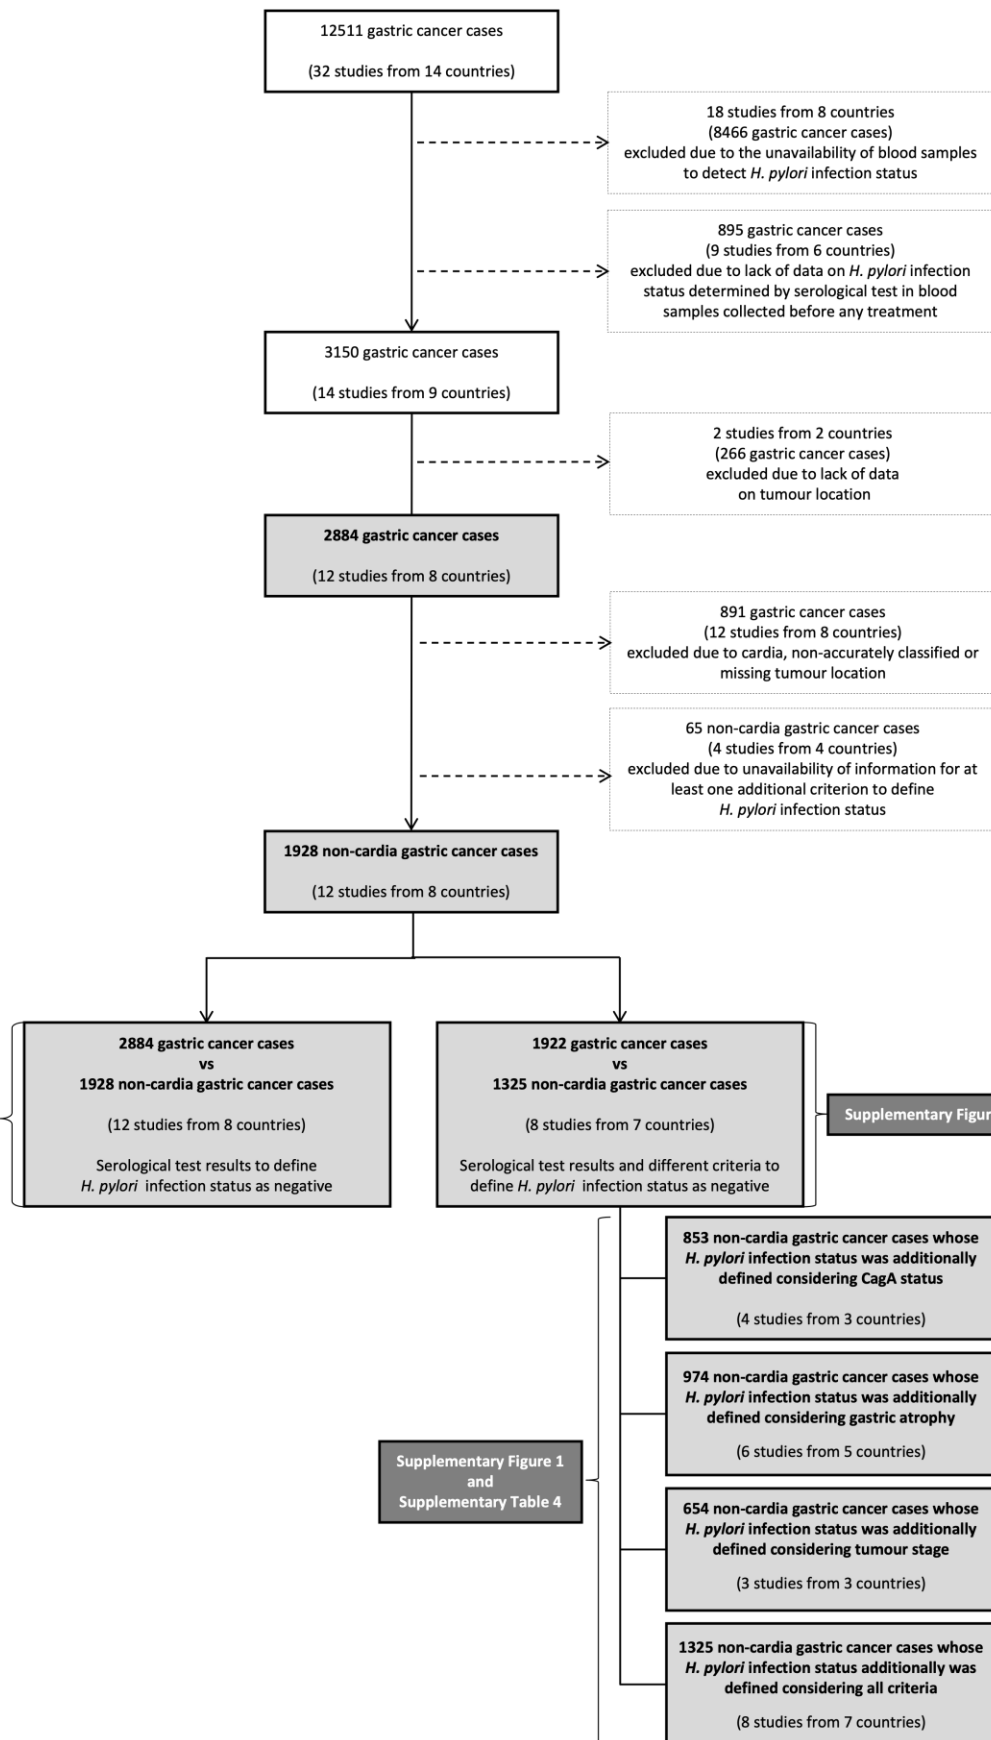 12511 gastric cancer cases
(32 studies from 14 countries)
18 studies from 8 countries
(8466 gastric cancer cases)
excluded due to the unavailability of blood samples
to detect H. pylori infection status
895 gastric cancer cases
(9 studies from 6 countries)
excluded due to lack of data on H. pylori infection
status determined by serological test in blood
samples collected before any treatment
3150 gastric cancer cases
(14 studies from 9 countries)
2 studies from 2 countries
(266 gastric cancer cases)
excluded due to lack of data
on tumour location
2884 gastric cancer cases
(12 studies from 8 countries)
891 gastric cancer cases
(12 studies from 8 countries)
excluded due to cardia, non-accurately classified or
missing tumour location
65 non-cardia gastric cancer cases
(4 studies from 4 countries)
excluded due to unavailability of information for at
least one additional criterion to define
H. pylori infection status
1928 non-cardia gastric cancer cases
(12 studies from 8 countries)
2884 gastric cancer cases
vs
1928 non-cardia gastric cancer cases
(12 studies from 8 countries)
Serological test results to define
H. pylori infection status as negative
1922 gastric cancer cases
vs
1325 non-cardia gastric cancer cases
(8 studies from 7 countries)
Serological test results and different criteria to
define H. pylori infection status as negative
Supplementary Figur
853 non-cardia gastric cancer cases whose
H. pylori infection status was additionally
defined considering CagA status
(4 studies from 3 countries)
974 non-cardia gastric cancer cases whose
H. pylori infection status was additionally
defined considering gastric atrophy
(6 studies from 5 countries)
Supplementary Figure 1
and
Supplementary Table 4
654 non-cardia gastric cancer cases whose
H. pylori infection status was additionally
defined considering tumour stage
(3 studies from 3 countries)
1325 non-cardia gastric cancer cases whose
H. pylori infection status additionally was
defined considering all criteria
(8 studies from 7 countries)